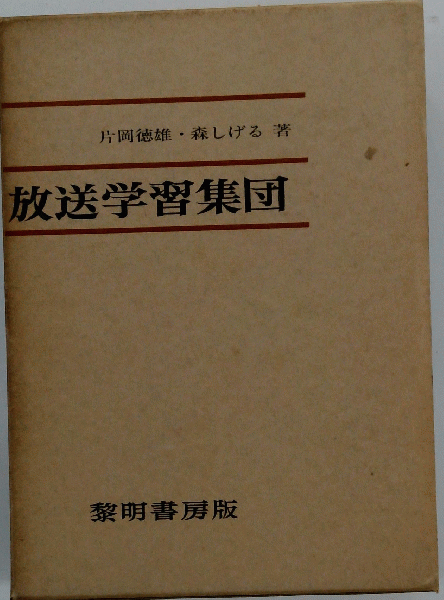 片岡徳雄・森しげる 著
放送学習集団
黎明書房版